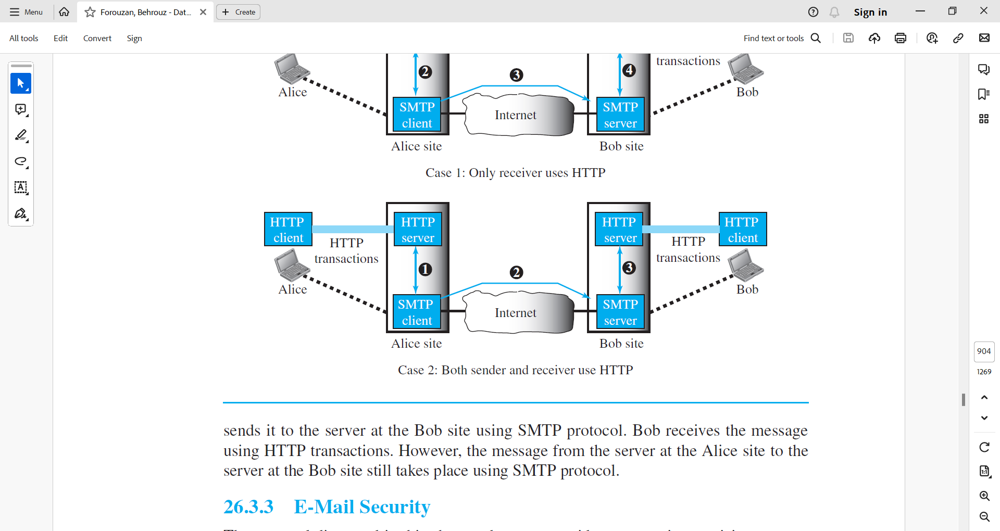 Menu
Forouzan, Behrouz - Dat...
Create
Sign in
All tools
Edit
Convert
Sign
Find text or tools
transactions
2
3
4
Alice
Bob
SMTP
client
Internet
SMTP
server
Alice site
Bob site
Case 1: Only receiver uses HTTP
HTTP
client
HTTP
transactions
HTTP
server
HTTP
server
HTTP
transactions
HTTP
client
1
2
3
Alice
Bob
SMTP
client
Internet
SMTP
server
Alice site
Bob site
Case 2: Both sender and receiver use HTTP
sends it to the server at the Bob site using SMTP protocol. Bob receives the message
using HTTP transactions. However, the message from the server at the Alice site to the
server at the Bob site still takes place using SMTP protocol.
26.3.3 E-Mail Security
904
1269